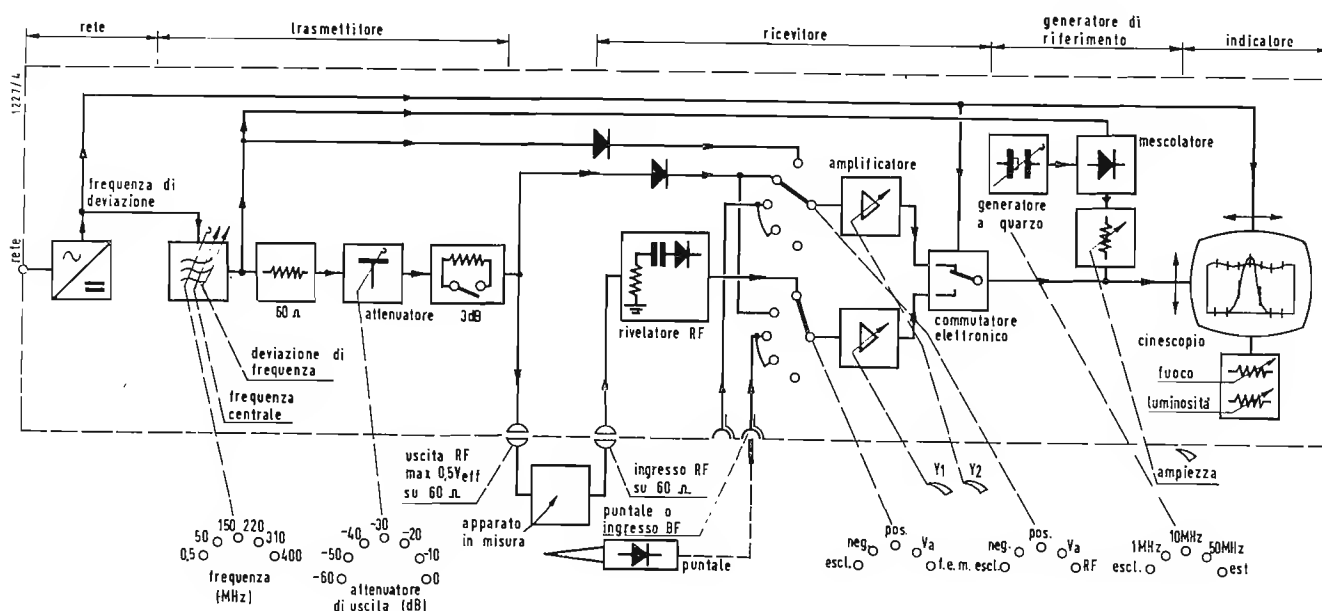 rete
trasmettitore
ricevitore
generatore di
riferimento
indicatore
1227/4
frequenza di
deviazione
rete
60 Ω
attenuatore
3dB
rivelatore RF
amplificatore
generatore
a quarzo
mescolatore
commutatore
elettronico
cinescopio
fuoco
luminosità
deviazione di
frequenza
frequenza
centrale
uscita RF
max 0,5Veff
su 60 Ω
apparato
in misura
ingresso RF
su 60 Ω
puntale o
ingresso BF
puntale
Y1
Y2
ampiezza
0,5
50
150
220
310
400
frequenza
(MHz)
-60
-50
-40
-30
-20
-10
0
attenuatore
di uscita (dB)
escl.
neg.
pos.
Va
f.e.m.
escl.
neg.
pos.
Va
RF
escl.
1MHz
10MHz
50MHz
est